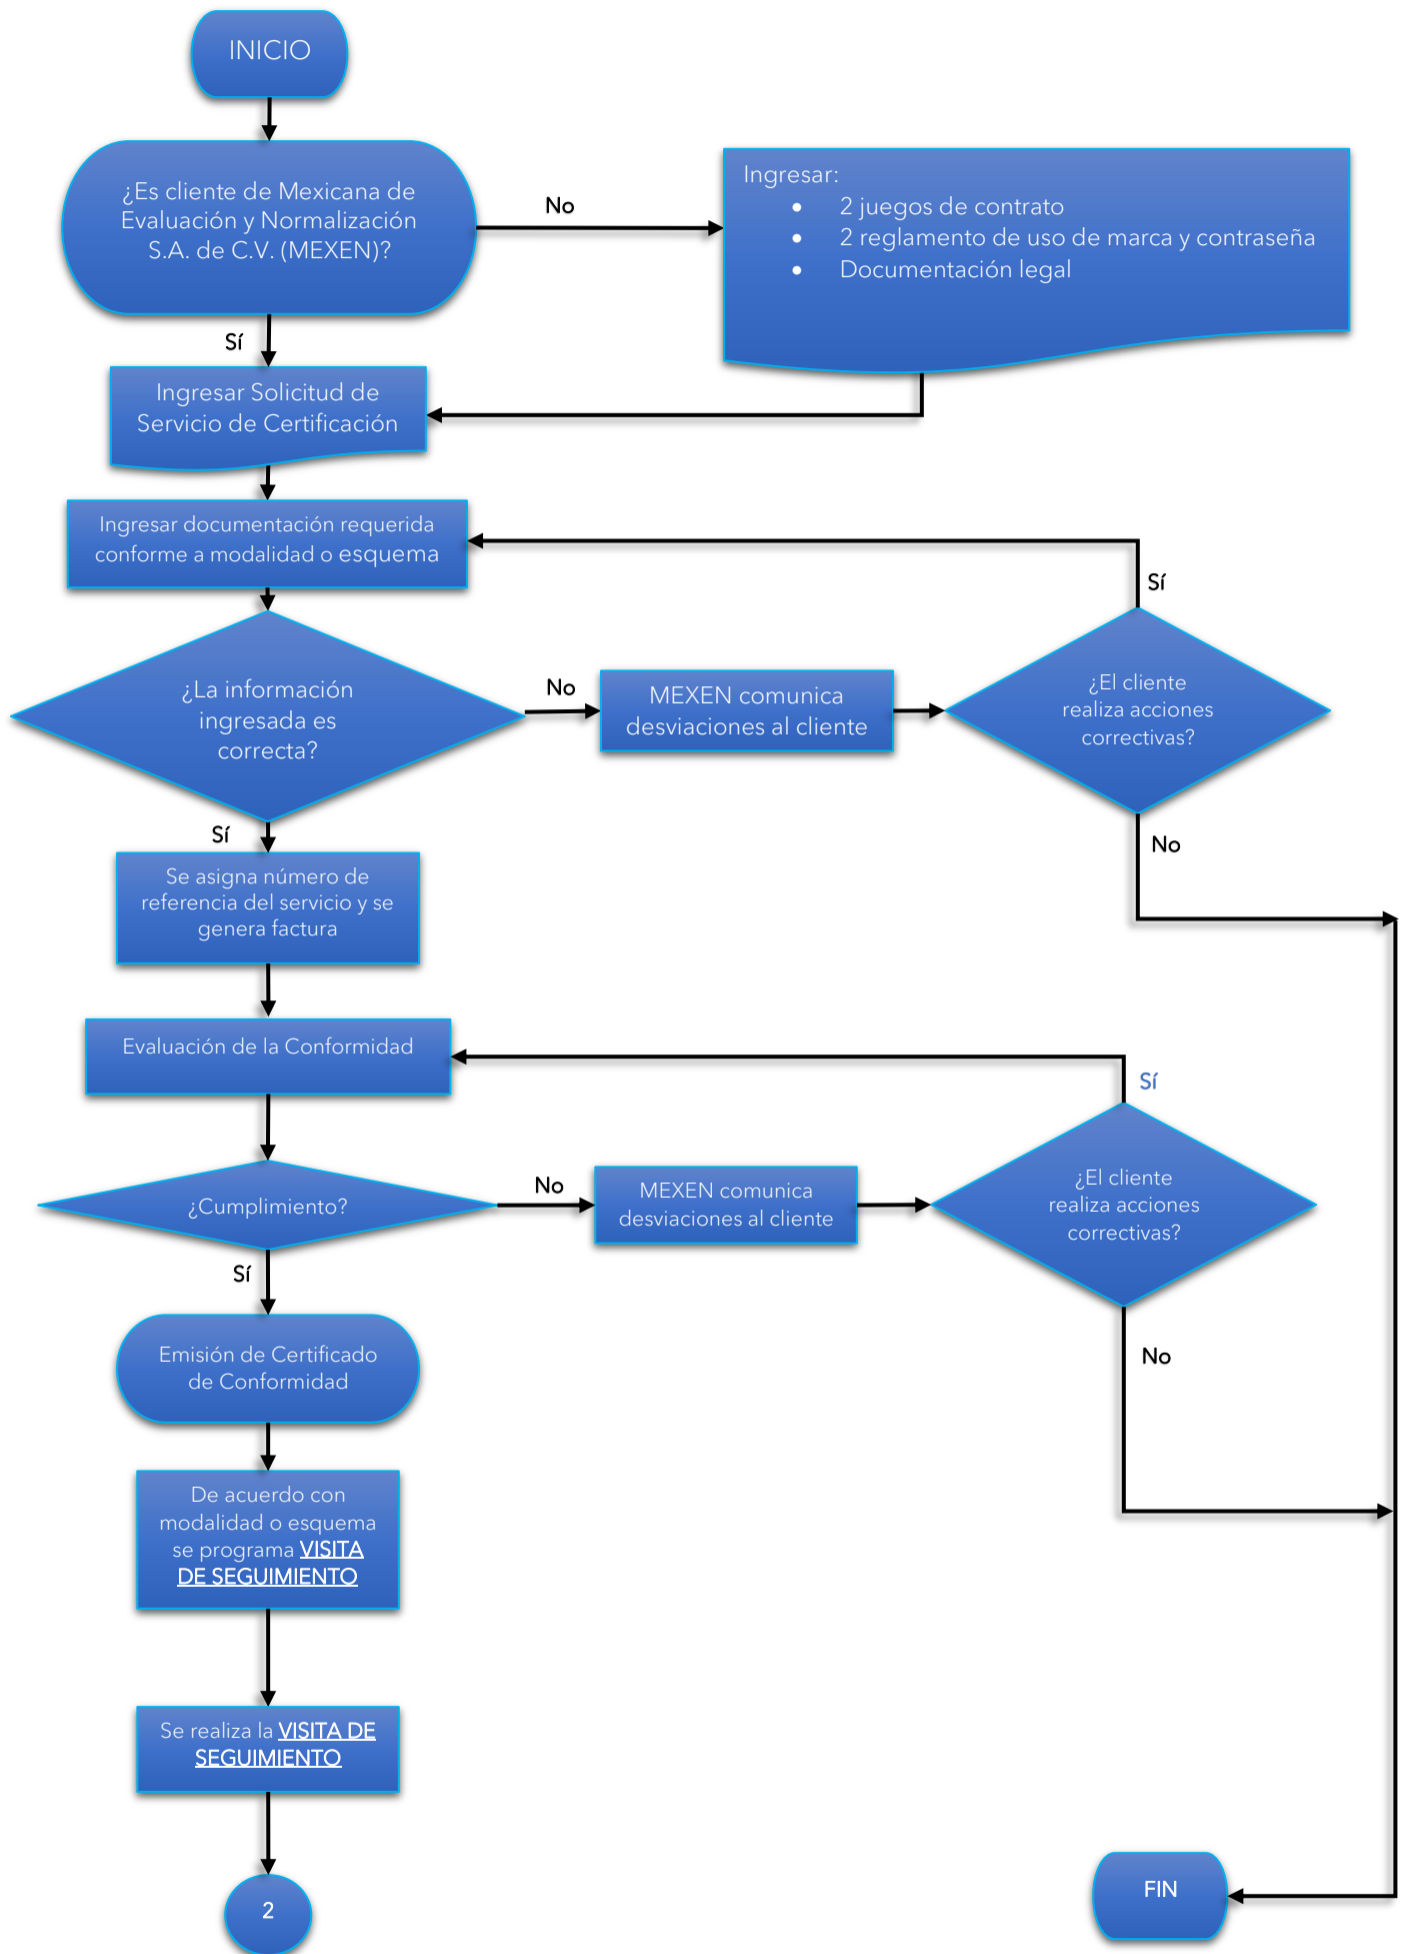 INICIO
¿Es cliente de Mexicana de
Evaluación y Normalización
S.A. de C.V. (MEXEN)?
No
Ingresar:
• 2 juegos de contrato
• 2 reglamento de uso de marca y contraseña
• Documentación legal
Sí
Ingresar Solicitud de
Servicio de Certificación
Ingresar documentación requerida
conforme a modalidad o esquema
Sí
¿La información
ingresada es
correcta?
No
MEXEN comunica
desviaciones al cliente
¿El cliente
realiza acciones
correctivas?
Sí
No
Se asigna número de
referencia del servicio y se
genera factura
Evaluación de la Conformidad
Sí
¿Cumplimiento?
No
MEXEN comunica
desviaciones al cliente
¿El cliente
realiza acciones
correctivas?
Sí
No
Emisión de Certificado
de Conformidad
De acuerdo con
modalidad o esquema
se programa VISITA
DE SEGUIMIENTO
Se realiza la VISITA DE
SEGUIMIENTO
2
FIN